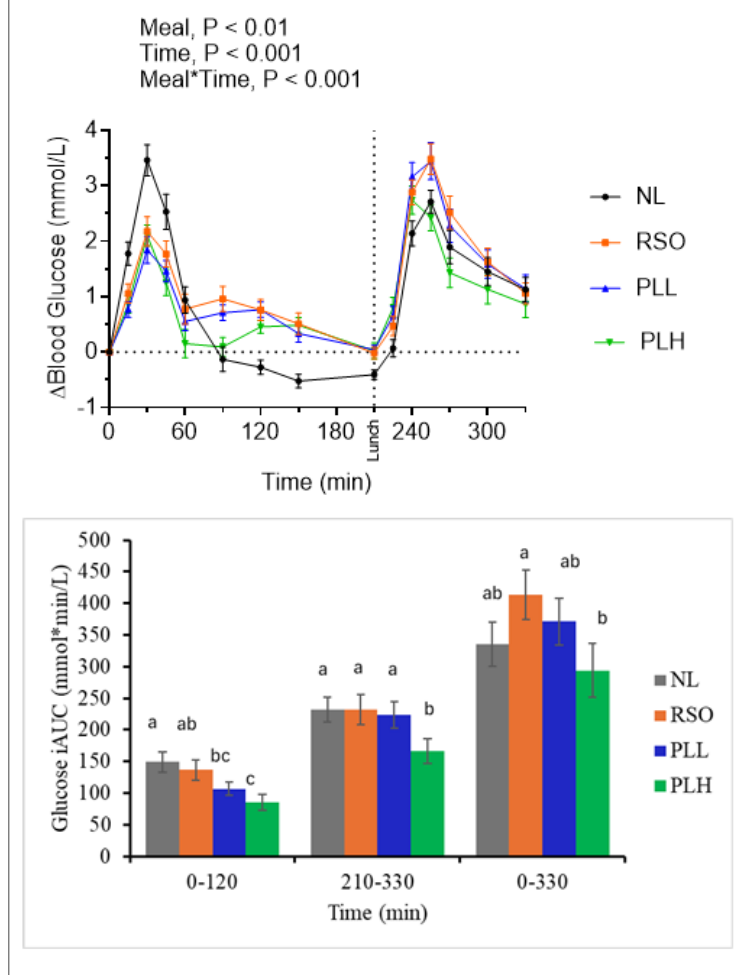 Meal, P < 0.01
Time, P < 0.001
Meal*Time, P < 0.001
4
3
2
1
0
-1
ΔBlood Glucose (mmol/L)
0 60 120 180 240 300
Lunch
Time (min)
NL
RSO
PLL
PLH
500
450
400
350
300
250
200
150
100
50
0
Glucose iAUC (mmol*min/L)
a ab bc c
a a a b
ab a ab b
0-120 210-330 0-330
Time (min)
NL
RSO
PLL
PLH